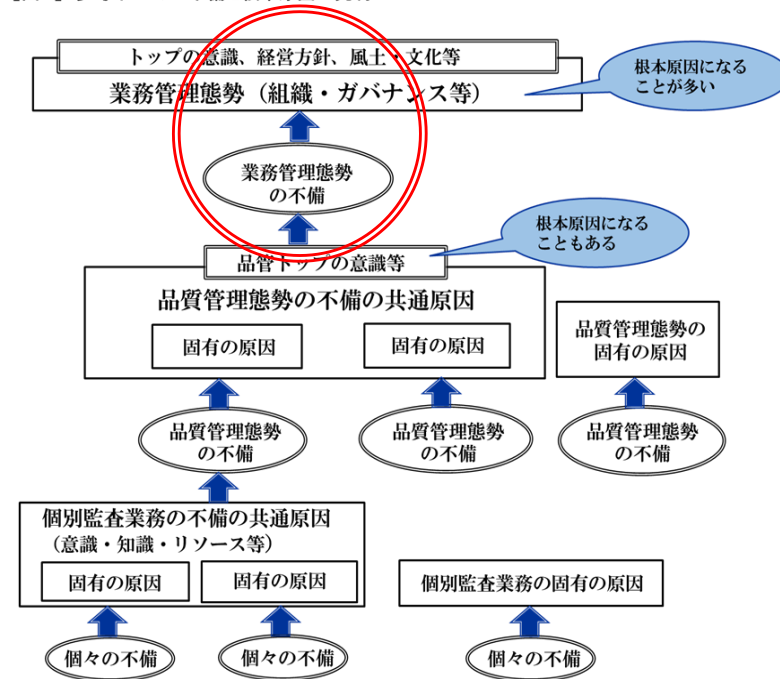 トップの意識、経営方針、風土・文化等
業務管理態勢（組織・ガバナンス等）
根本原因になる
ことが多い
業務管理態勢
の不備
根本原因になる
こともある
品管トップの意識等
品質管理態勢の不備の共通原因
固有の原因
固有の原因
品質管理態勢の
固有の原因
品質管理態勢
の不備
品質管理態勢
の不備
品質管理態勢
の不備
個別監査業務の不備の共通原因
（意識・知識・リソース等）
固有の原因
固有の原因
個別監査業務の固有の原因
個々の不備
個々の不備
個々の不備